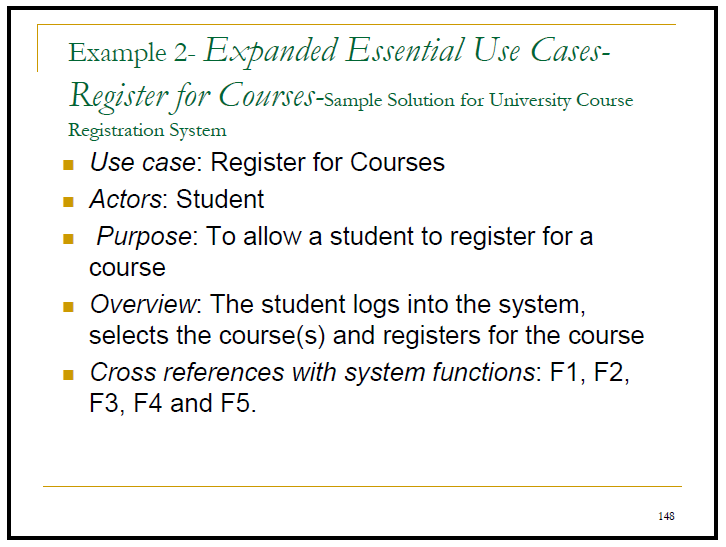 Example 2- Expanded Essential Use Cases-
Register for Courses-Sample Solution for University Course
Registration System
Use case: Register for Courses
Actors: Student
Purpose: To allow a student to register for a
course
Overview: The student logs into the system,
selects the course(s) and registers for the course
Cross references with system functions: F1, F2,
F3, F4 and F5.
148